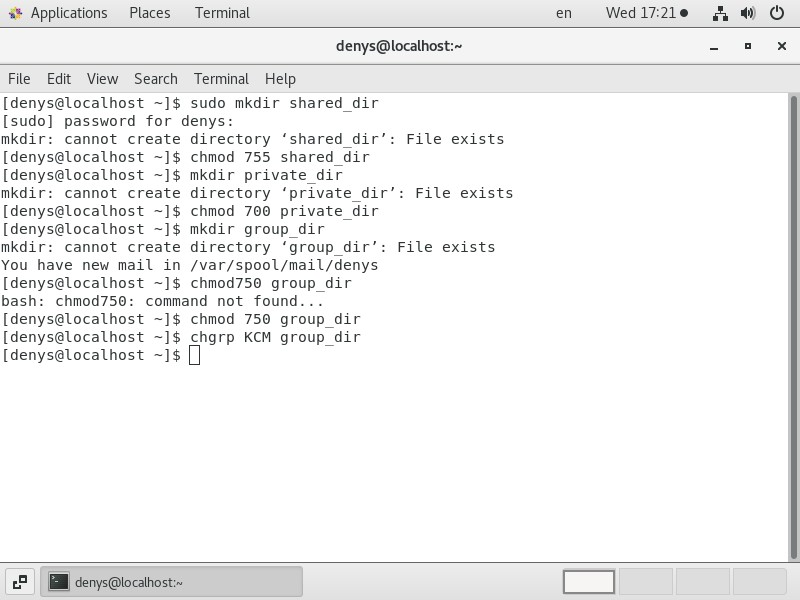 Applications Places Terminal en Wed 17:21
denys@localhost:~
File Edit View Search Terminal Help
[denys@localhost ~]$ sudo mkdir shared_dir
[sudo] password for denys:
mkdir: cannot create directory ‘shared_dir’: File exists
[denys@localhost ~]$ chmod 755 shared_dir
[denys@localhost ~]$ mkdir private_dir
mkdir: cannot create directory ‘private_dir’: File exists
[denys@localhost ~]$ chmod 700 private_dir
[denys@localhost ~]$ mkdir group_dir
mkdir: cannot create directory ‘group_dir’: File exists
You have new mail in /var/spool/mail/denys
[denys@localhost ~]$ chmod750 group_dir
bash: chmod750: command not found...
[denys@localhost ~]$ chmod 750 group_dir
[denys@localhost ~]$ chgrp KCM group_dir
[denys@localhost ~]$
denys@localhost:~